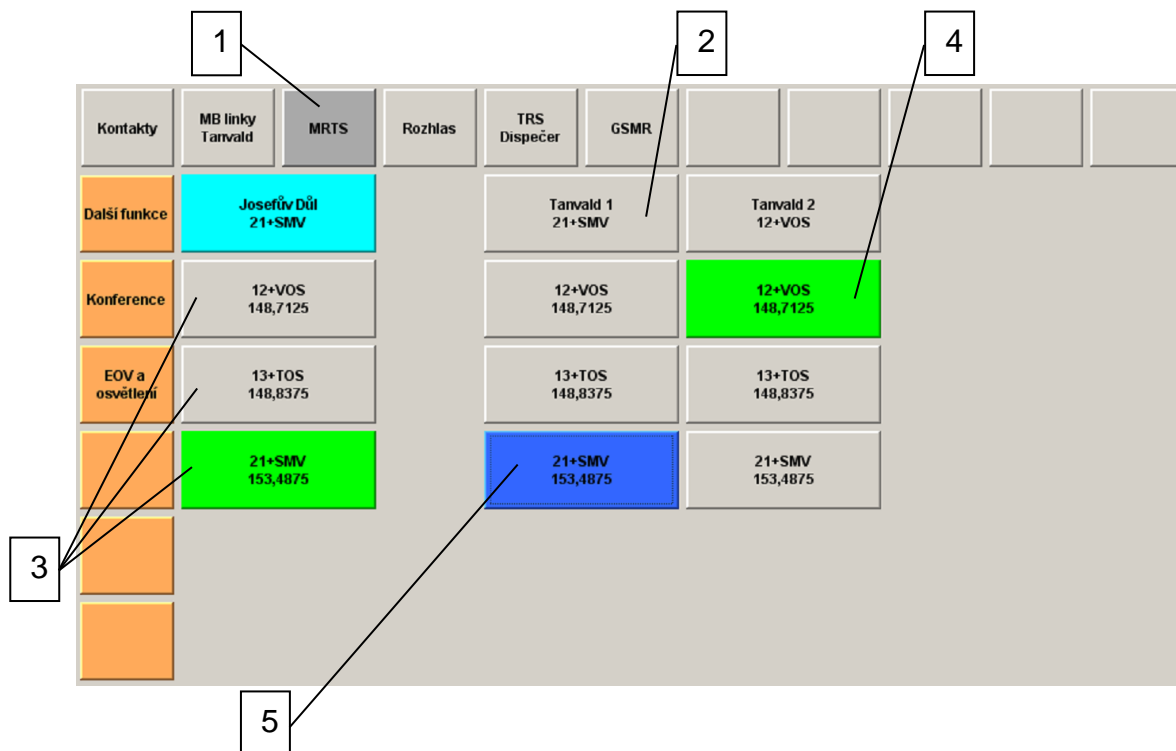 1
2
4
Kontakty
MB linky
Tanvald
MRTS
Rozhlas
TRS
Dispečer
GSMR
Další funkce
Josefův Důl
21+SMV
Tanvald 1
21+SMV
Tanvald 2
12+VOS
Konference
12+VOS
148,7125
12+VOS
148,7125
12+VOS
148,7125
EOV a
osvětlení
13+TOS
148,8375
13+TOS
148,8375
13+TOS
148,8375
21+SMV
153,4875
21+SMV
153,4875
21+SMV
153,4875
3
5